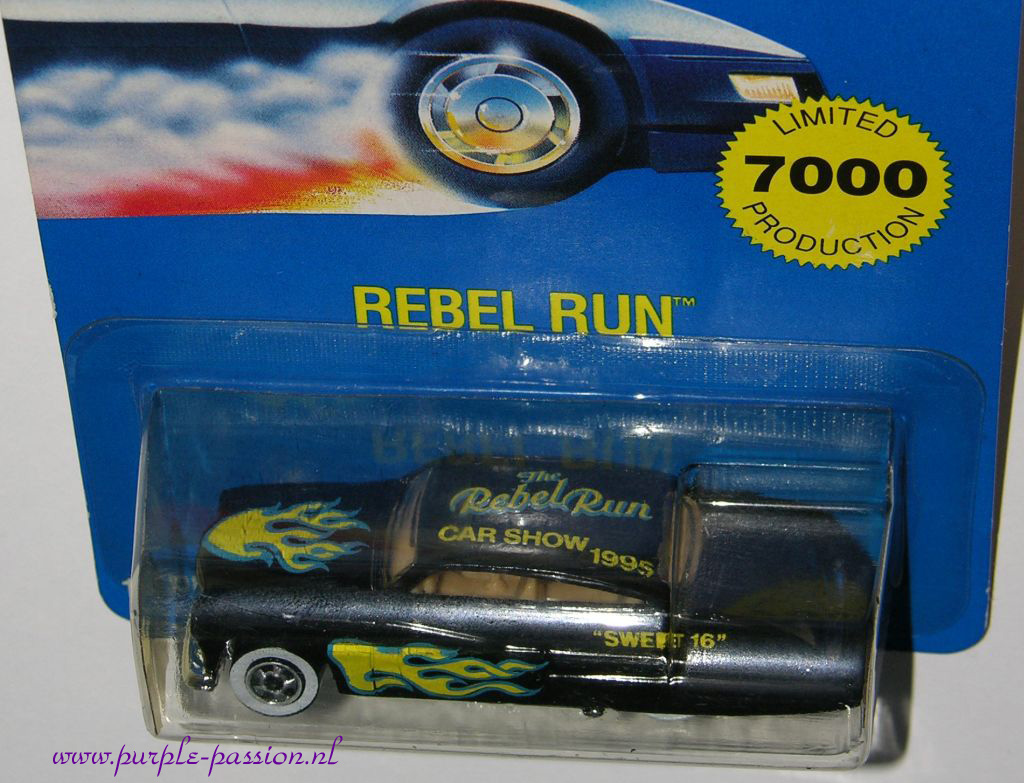 LIMITED
7000
PRODUCTION
REBEL RUN™
The
Rebel Run
CAR SHOW
1995
"SWEET 16"
www.purple-passion.nl